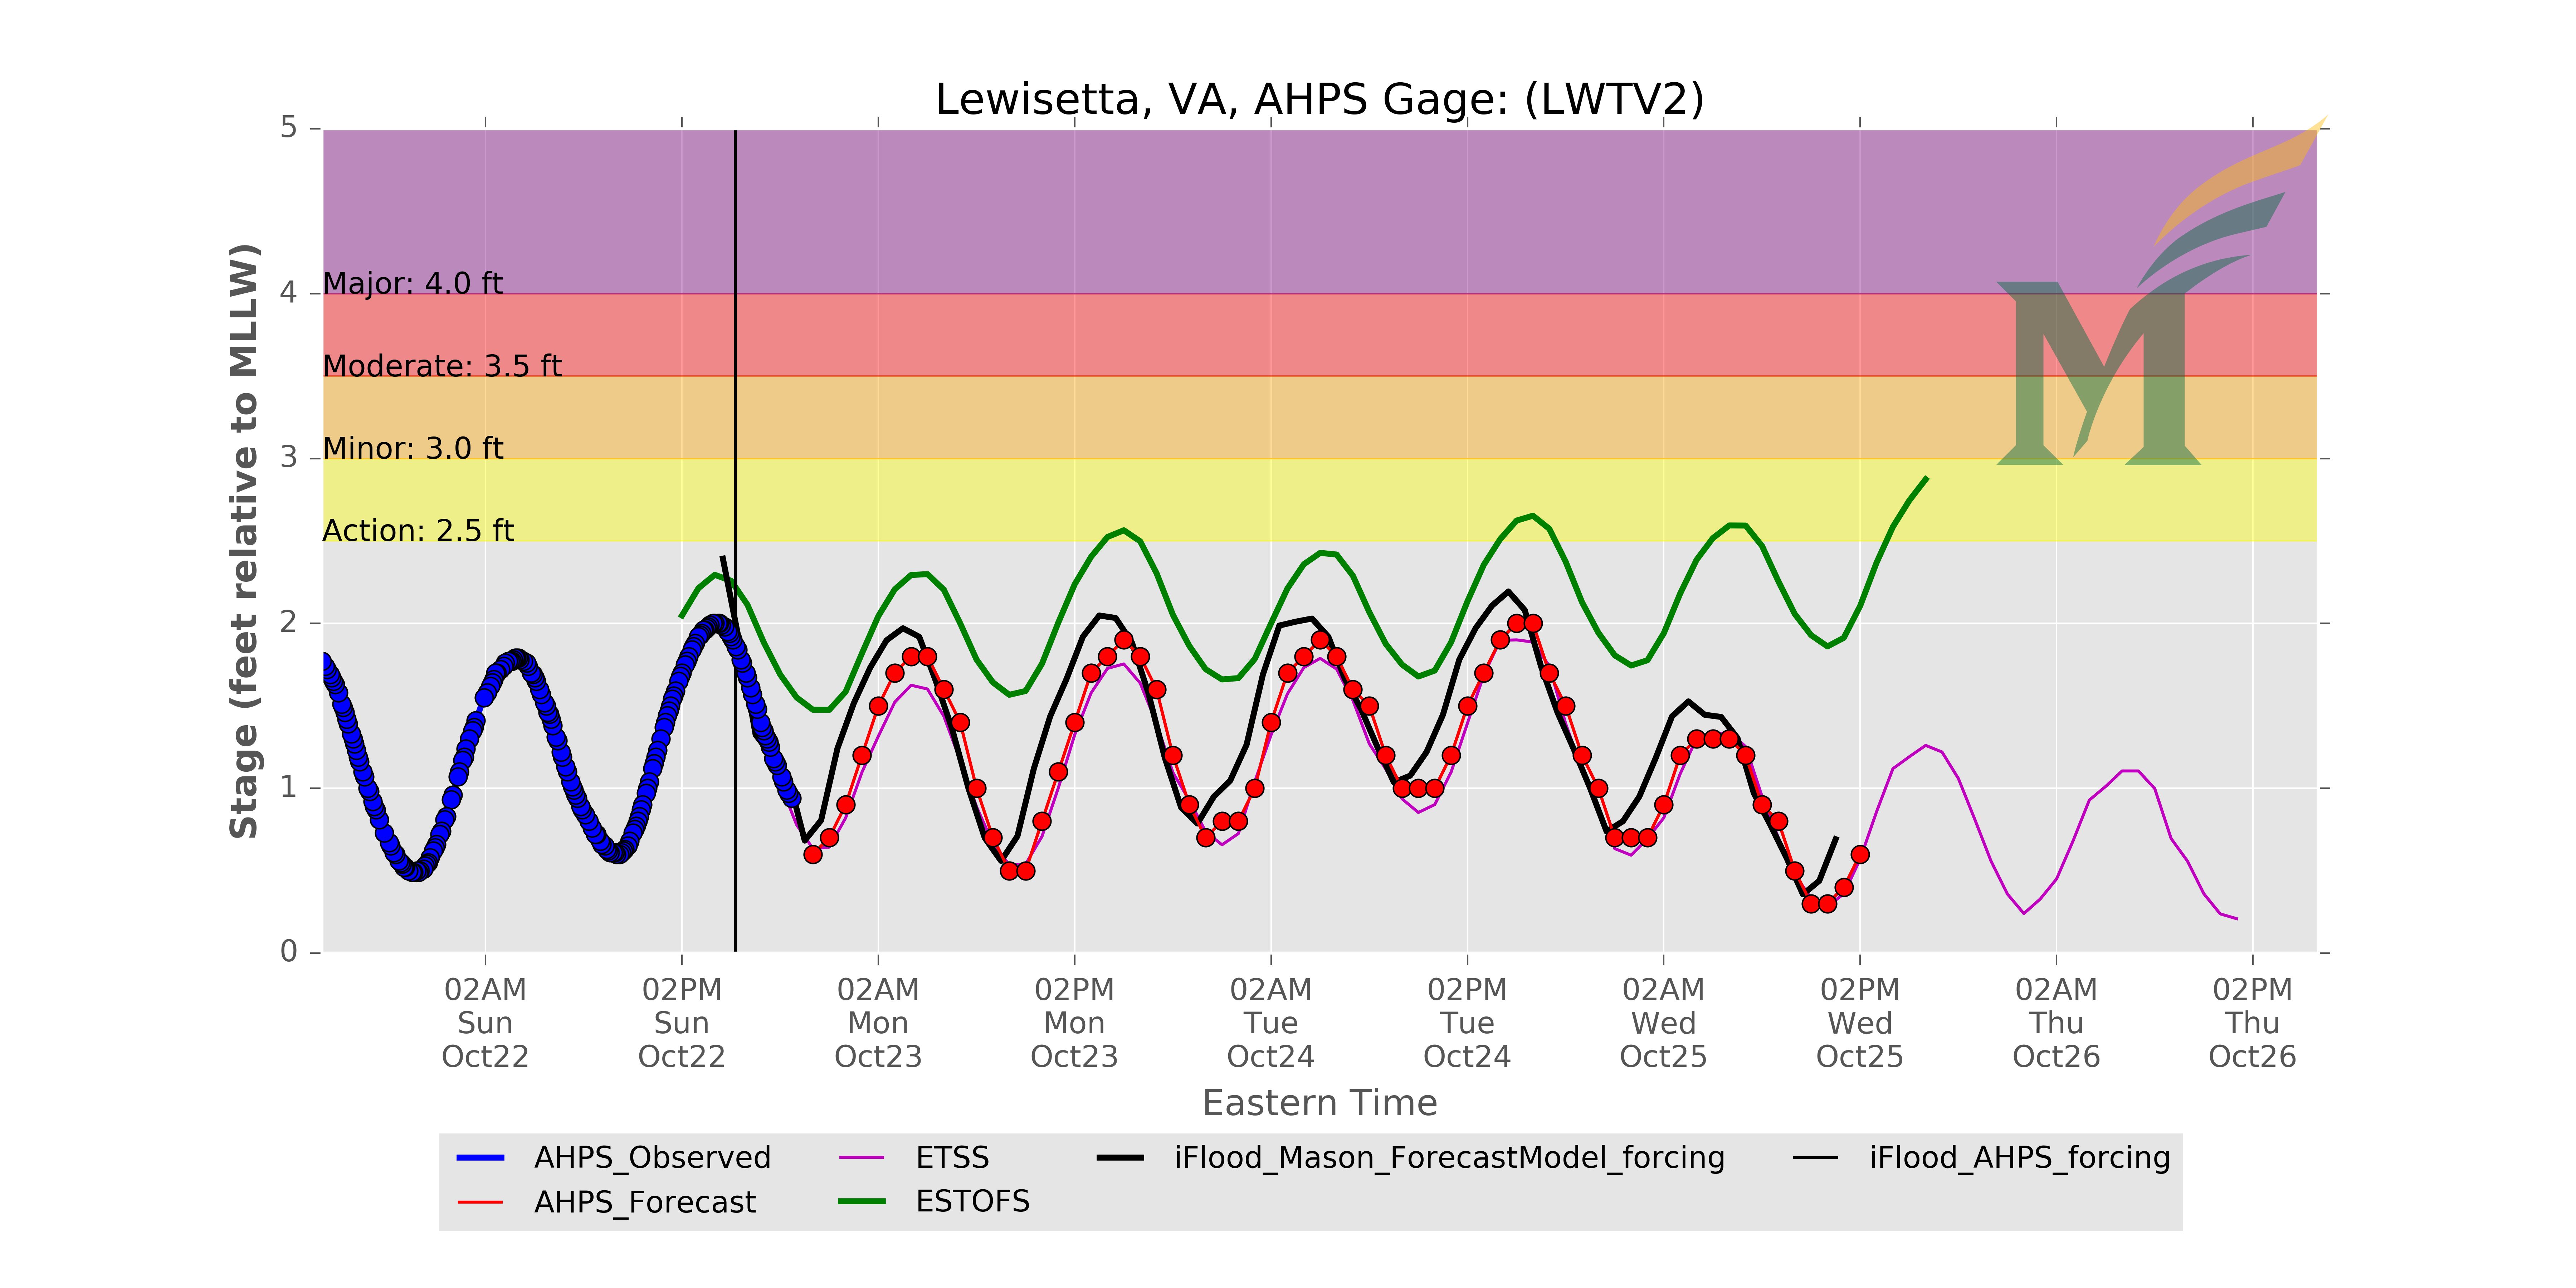 Lewisetta, VA, AHPS Gage: (LWTV2)
Stage (feet relative to MLLW)
5
4
3
2
1
0
Major: 4.0 ft
Moderate: 3.5 ft
Minor: 3.0 ft
Action: 2.5 ft
M
02AM
Sun
Oct22
02PM
Sun
Oct22
02AM
Mon
Oct23
02PM
Mon
Oct23
02AM
Tue
Oct24
02PM
Tue
Oct24
02AM
Wed
Oct25
02PM
Wed
Oct25
02AM
Thu
Oct26
02PM
Thu
Oct26
Eastern Time
AHPS_Observed
AHPS_Forecast
ETSS
ESTOFS
iFlood_Mason_ForecastModel_forcing
iFlood_AHPS_forcing